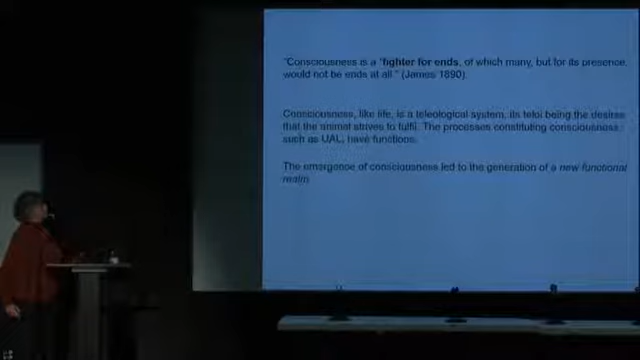 "Consciousness is a "fighter for ends, of which many, but for its presence,
would not be ends at all." (James 1890).
Consciousness, like life, is a teleological system, its teloi being the desires
that the animal strives to fulfil. The processes constituting consciousness,
such as UAL, have functions.
The emergence of consciousness led to the generation of a new functional
realm